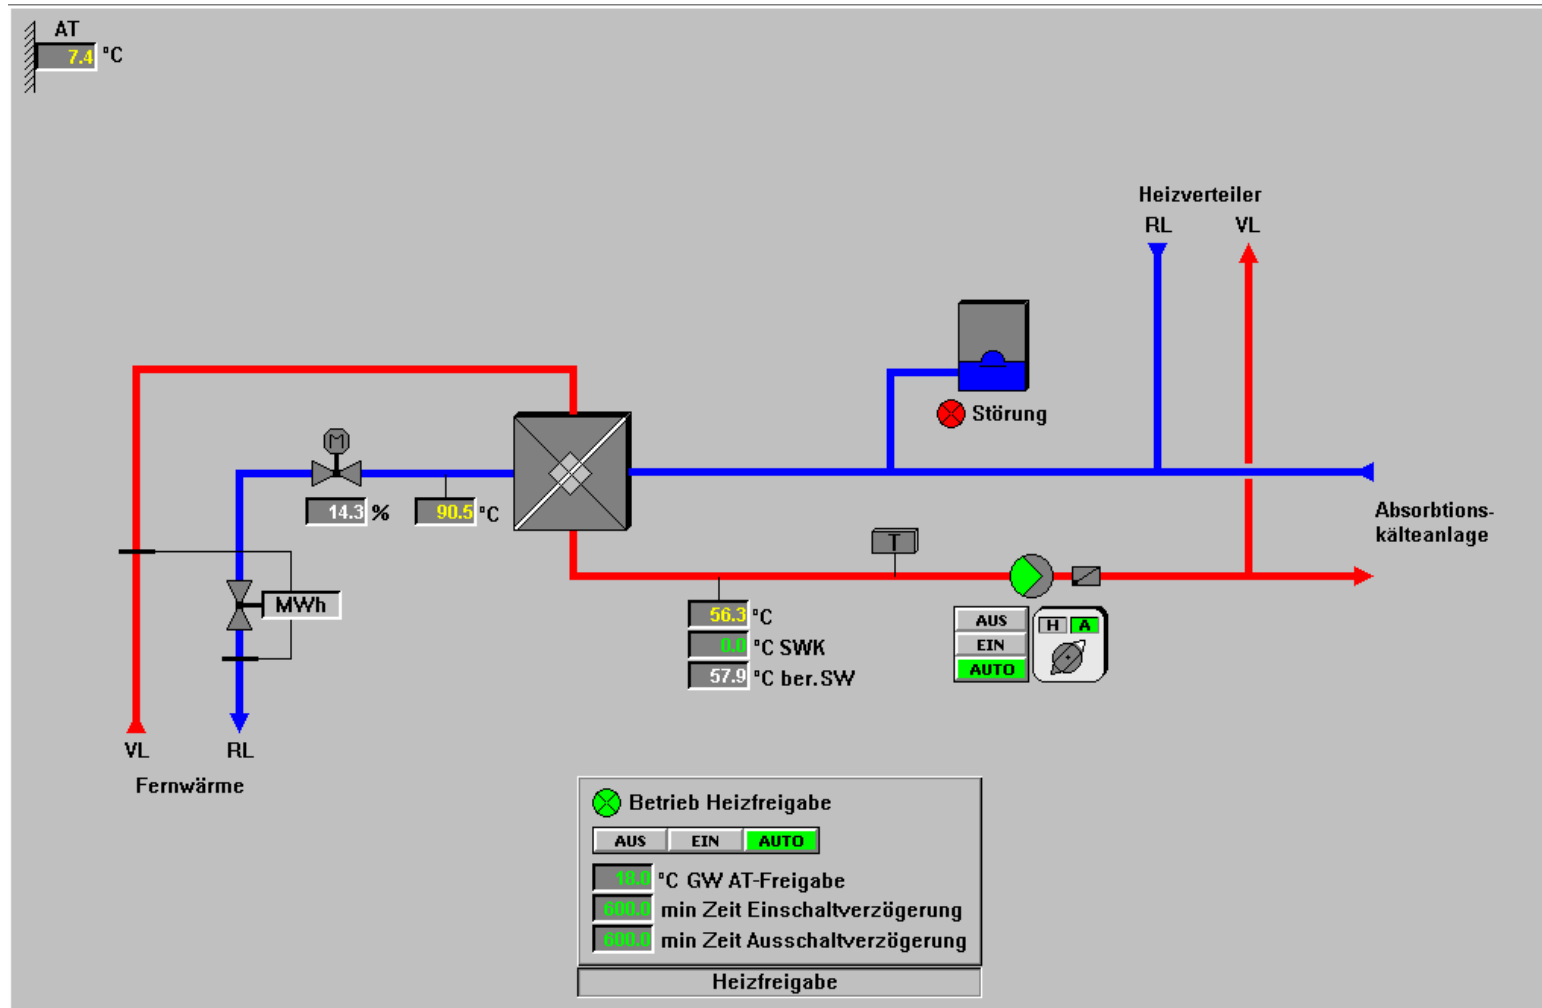 AT
7.4 °C
Heizverteiler
RL VL
Störung
M
14.3 %
90.5 °C
Absorbtions-
kälteanlage
T
MWh
56.3 °C
0.0 °C SWK
57.9 °C ber.SW
AUS
EIN
AUTO
H A
VL RL
Fernwärme
Betrieb Heizfreigabe
AUS EIN AUTO
18.0 °C GW AT-Freigabe
600.0 min Zeit Einschaltverzögerung
600.0 min Zeit Ausschaltverzögerung
Heizfreigabe